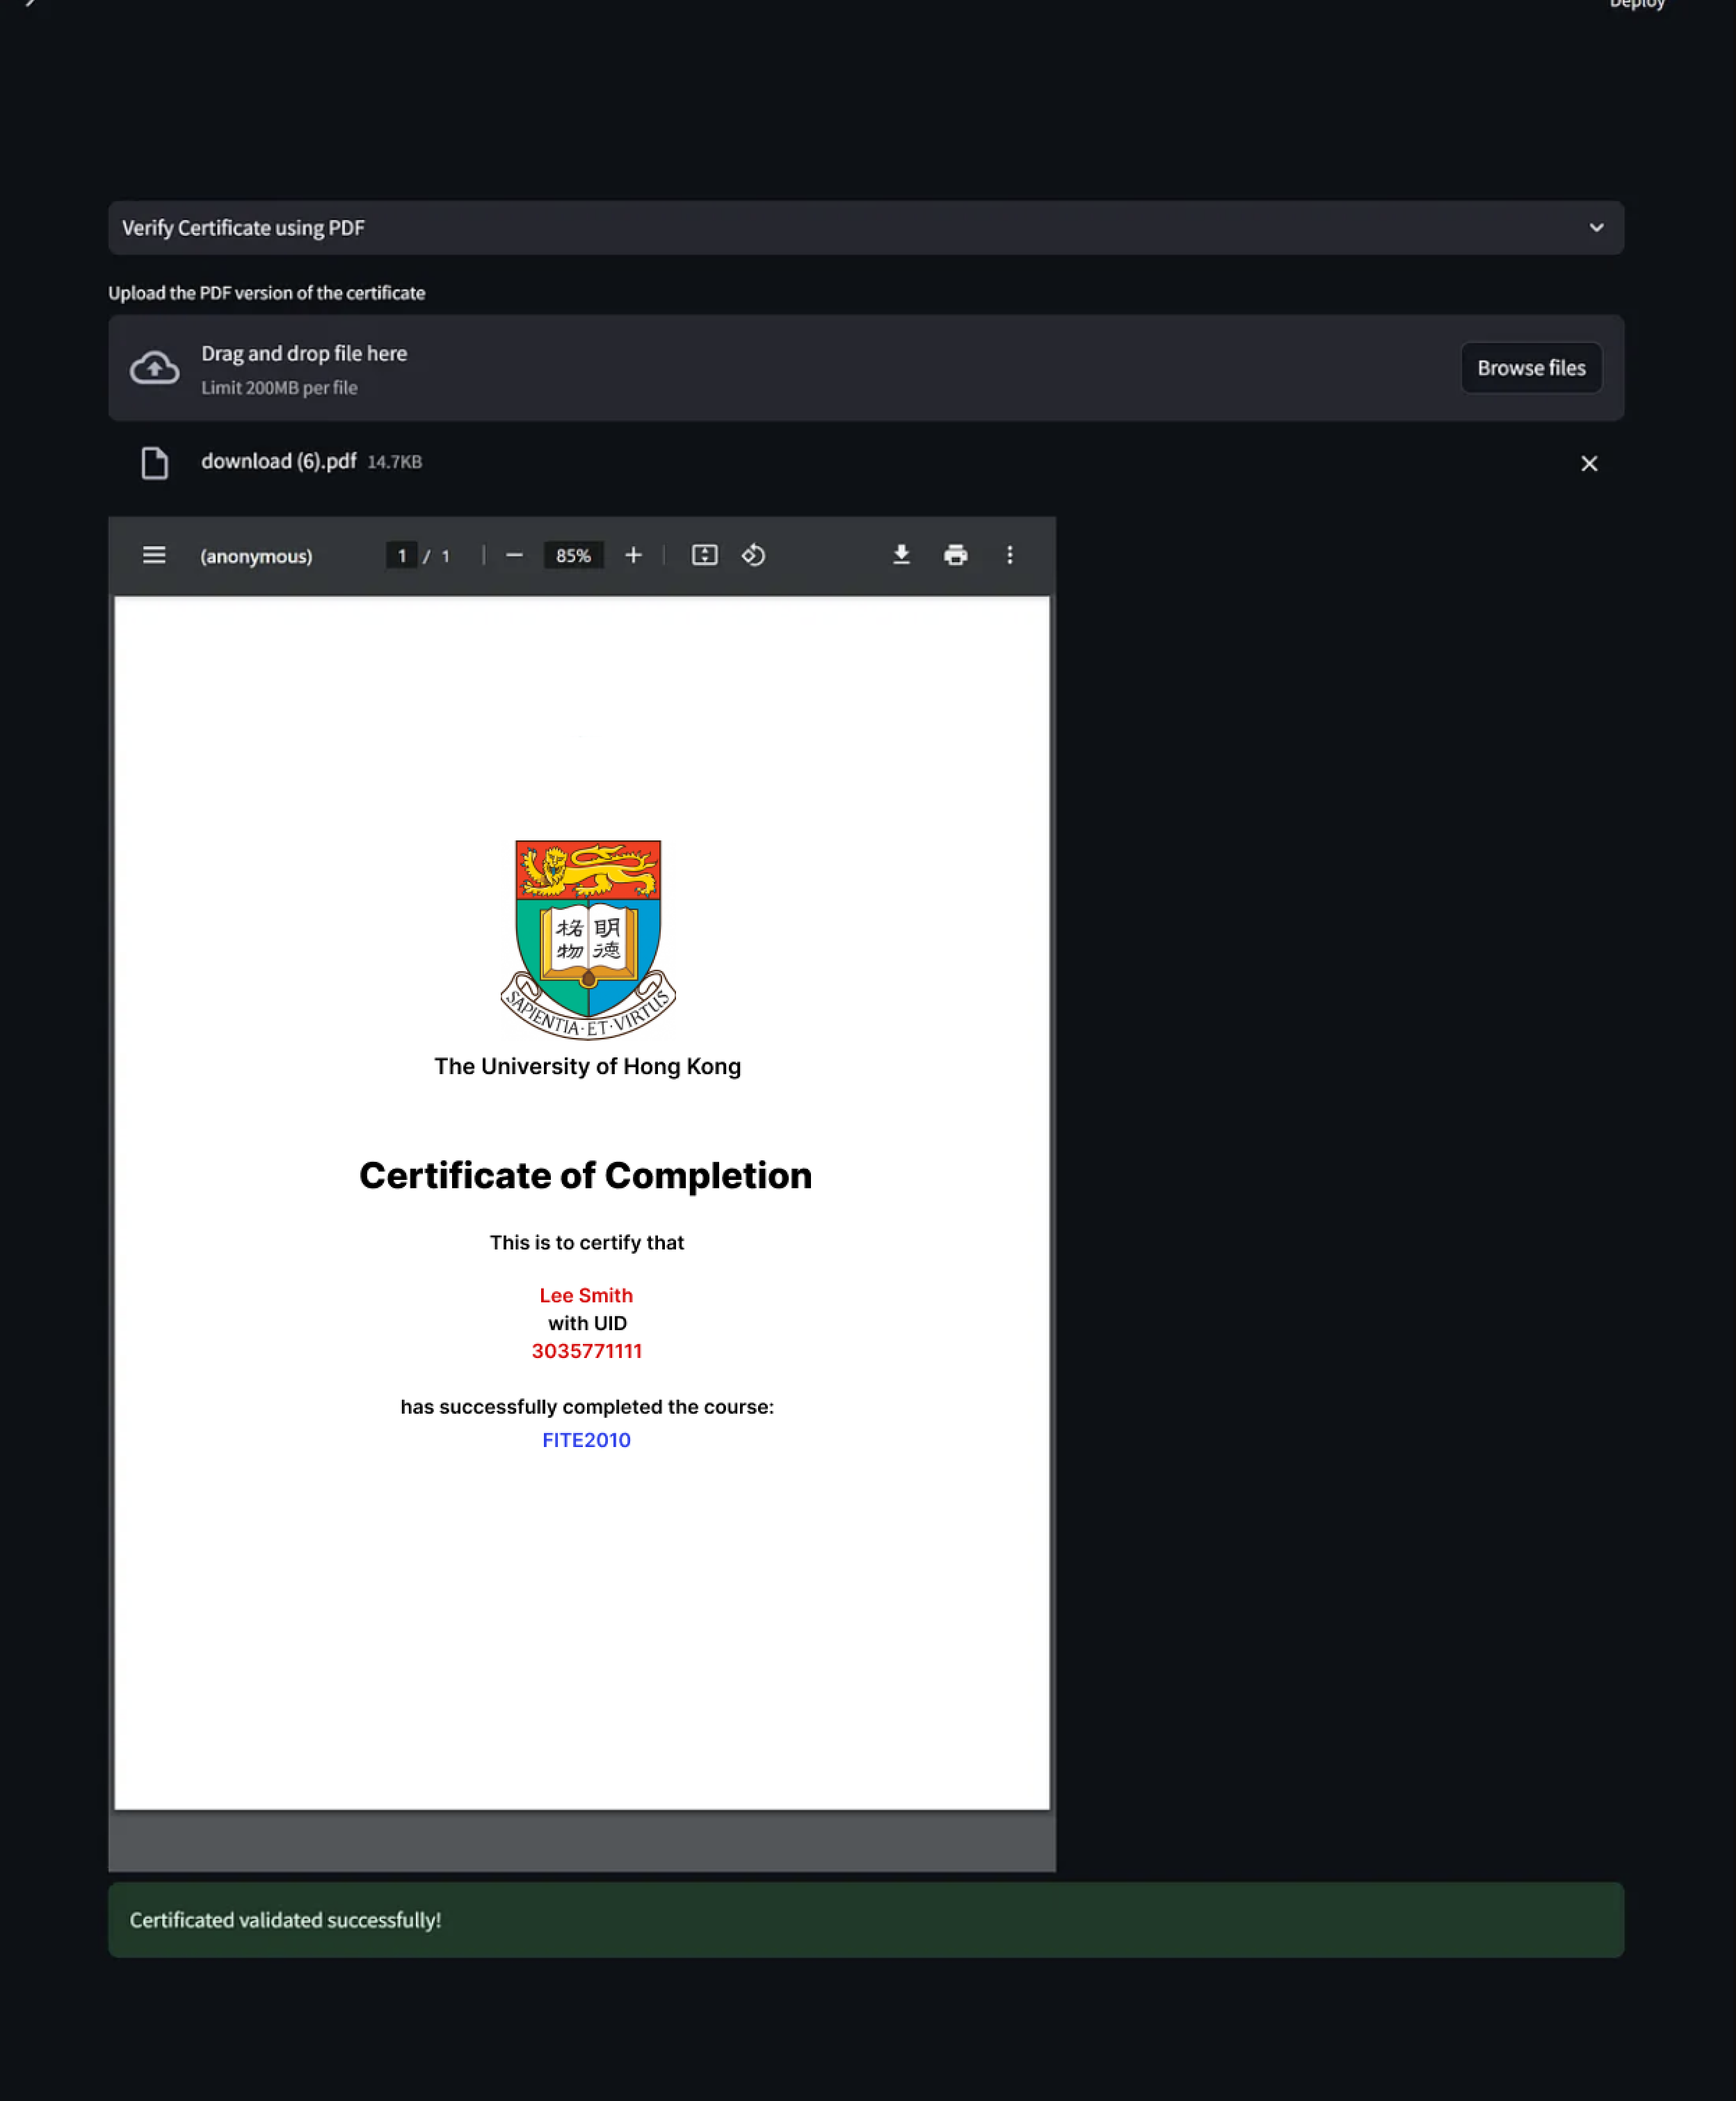 Deploy
Verify Certificate using PDF
Upload the PDF version of the certificate
Drag and drop file here
Limit 200MB per file
Browse files
download (6).pdf 14.7KB
(anonymous) 1 / 1 85%
格 明
物 德
SAPIENTIA·ET·VIRTUS
The University of Hong Kong
Certificate of Completion
This is to certify that
Lee Smith
with UID
3035771111
has successfully completed the course:
FITE2010
Certificated validated successfully!